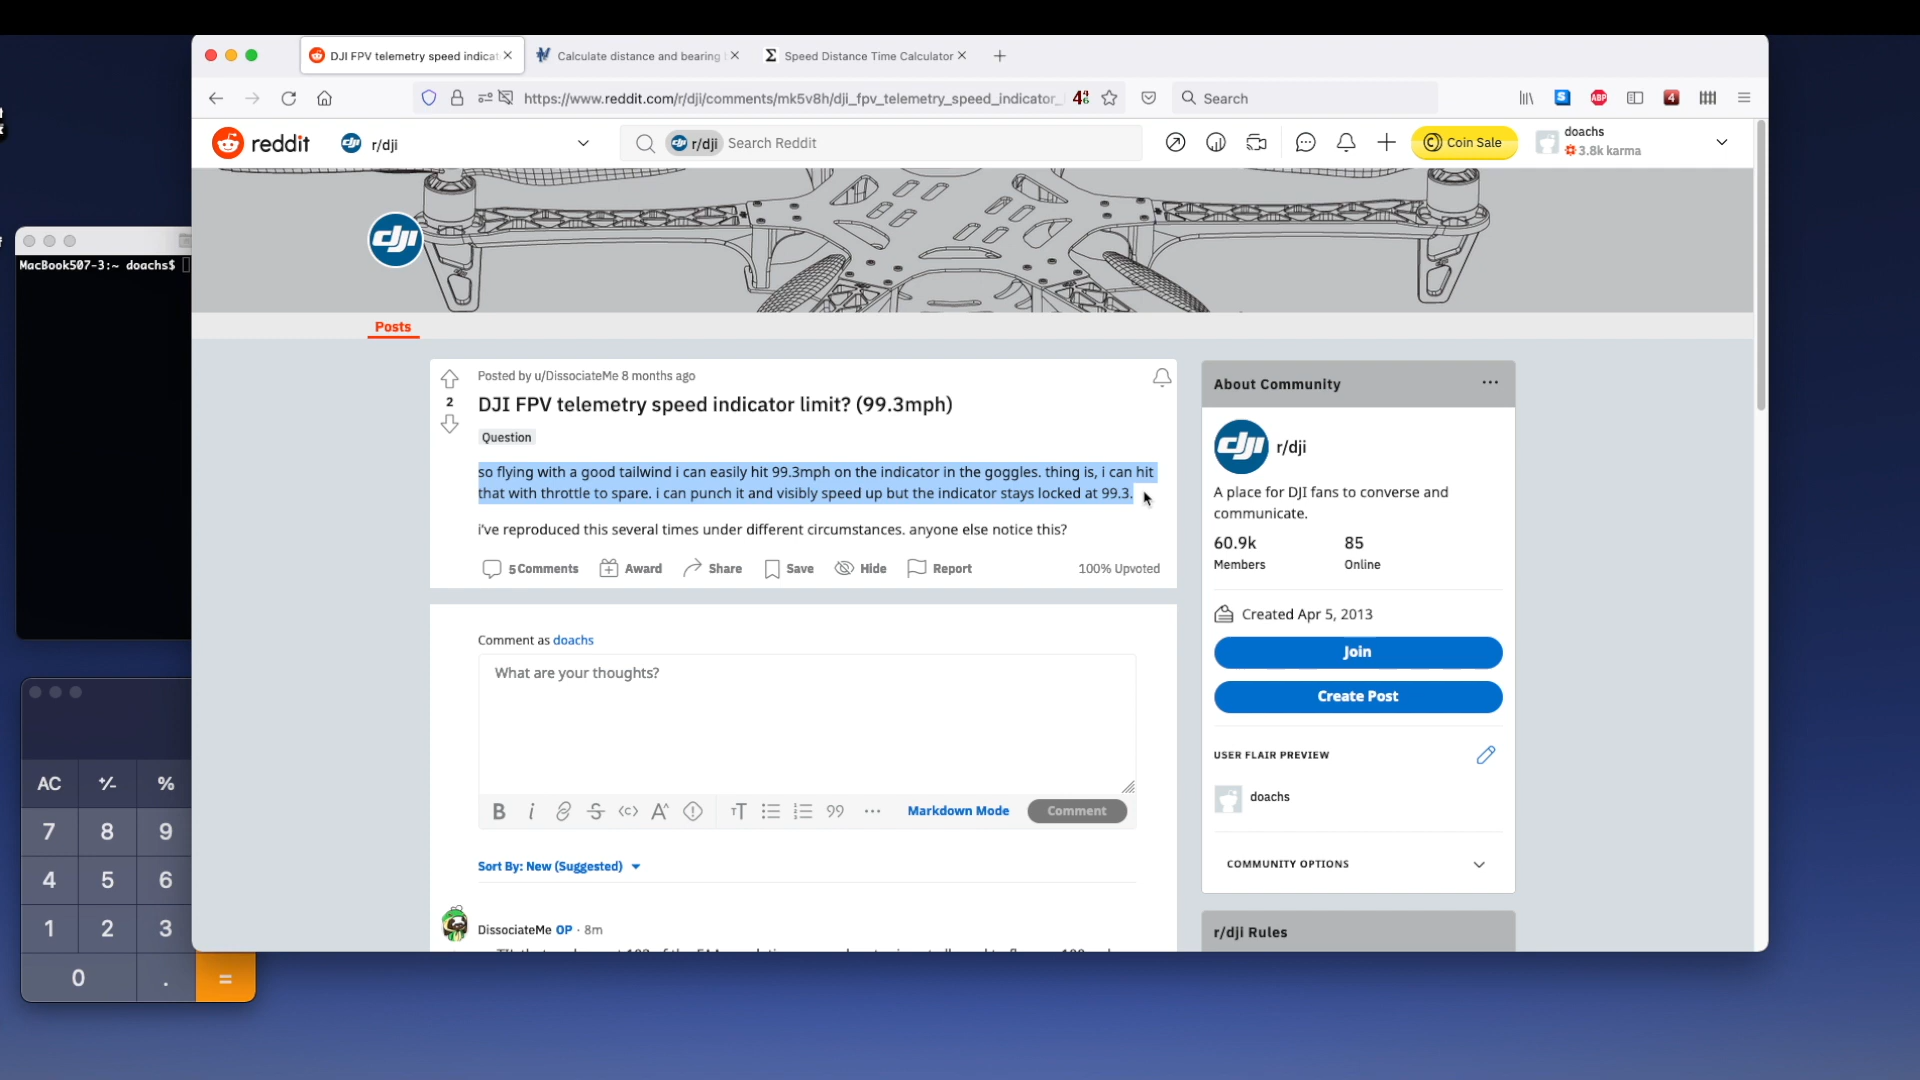 DJI FPV telemetry speed indicat
Calculate distance and bearing
Speed Distance Time Calculator
https://www.reddit.com/r/dji/comments/mk5v8h/dji_fpv_telemetry_speed_indicator_
Search
ABP
4
reddit
r/dji
r/dji
Search Reddit
Coin Sale
doachs
3.8k karma
MacBook507-3:~ doachs$
dji
Posts
Posted by u/DissociateMe 8 months ago
2
DJI FPV telemetry speed indicator limit? (99.3mph)
Question
so flying with a good tailwind i can easily hit 99.3mph on the indicator in the goggles. thing is, i can hit
that with throttle to spare. i can punch it and visibly speed up but the indicator stays locked at 99.3.
i've reproduced this several times under different circumstances. anyone else notice this?
5 Comments
Award
Share
Save
Hide
Report
100% Upvoted
Comment as doachs
What are your thoughts?
Markdown Mode
Comment
Sort By: New (Suggested)
DissociateMe OP · 8m
About Community
dji
r/dji
A place for DJI fans to converse and
communicate.
60.9k
85
Members
Online
Created Apr 5, 2013
Join
Create Post
USER FLAIR PREVIEW
doachs
COMMUNITY OPTIONS
r/dji Rules
AC
%
7 8 9
4 5 6
1 2 3
0 . =